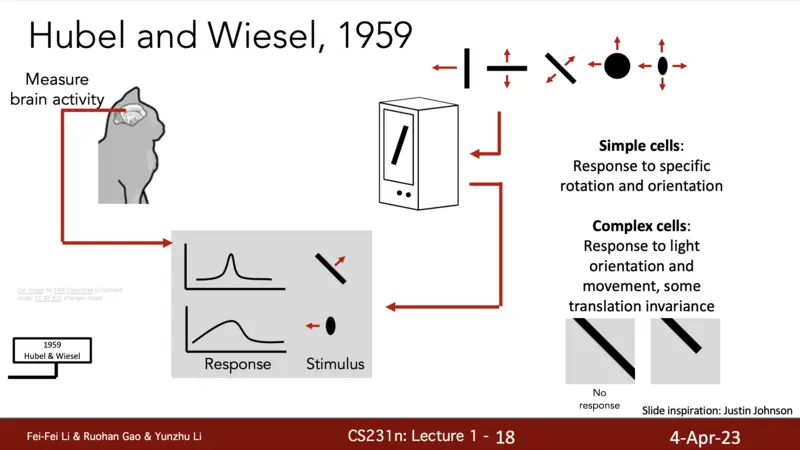 Hubel and Wiesel, 1959
Measure
brain activity
Simple cells:
Response to specific
rotation and orientation
Complex cells:
Response to light
orientation and
movement, some
translation invariance
Response
Stimulus
Cat image by CNX OpenStax is licensed
under CC BY 4.0; changes made
1959
Hubel & Wiesel
No
response
Slide inspiration: Justin Johnson
Fei-Fei Li & Ruohan Gao & Yunzhu Li
CS231n: Lecture 1 - 18
4-Apr-23